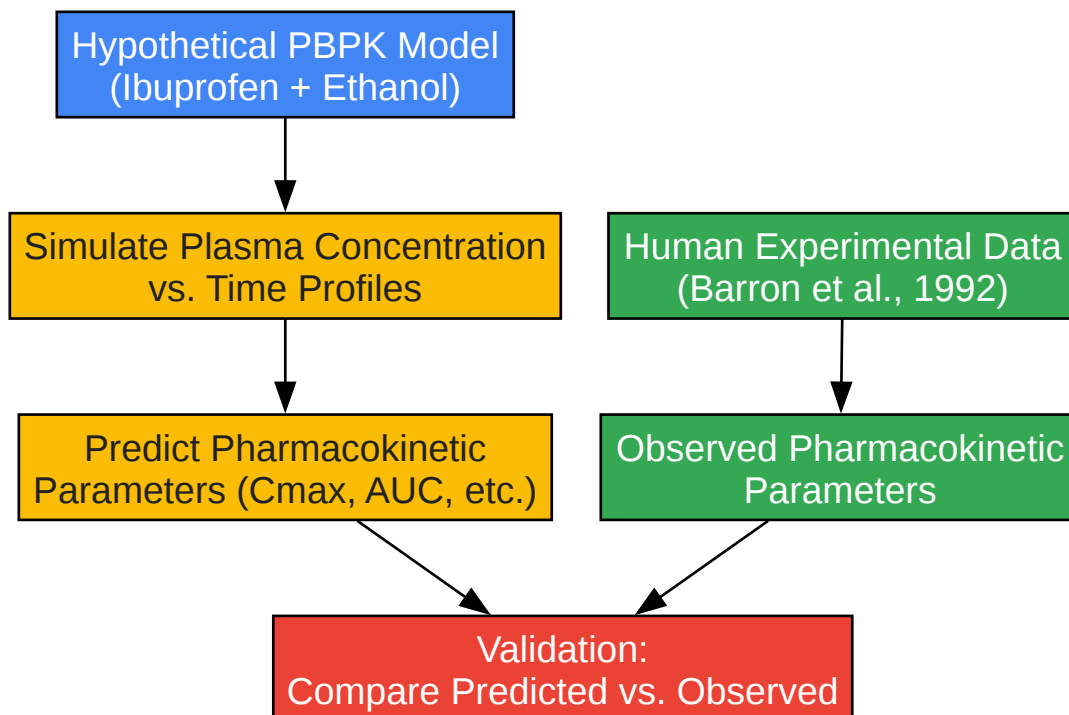 Hypothetical PBPK Model
(Ibuprofen + Ethanol)
Simulate Plasma Concentration
vs. Time Profiles
Human Experimental Data
(Barron et al., 1992)
Predict Pharmacokinetic
Parameters (Cmax, AUC, etc.)
Observed Pharmacokinetic
Parameters
Validation:
Compare Predicted vs. Observed